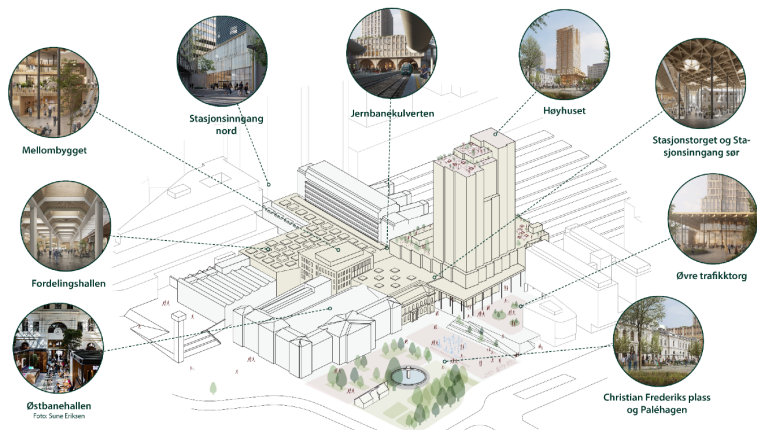 Mellombygget
Stasjonsinngang
nord
Jernbanekulverten
Høyhuset
Stasjonstorget og Sta-
sjonsinngang sør
Fordelingshallen
Øvre trafikktorg
Østbanehallen
Foto: Sune Eriksen
Christian Frederiks plass
og Paléhagen